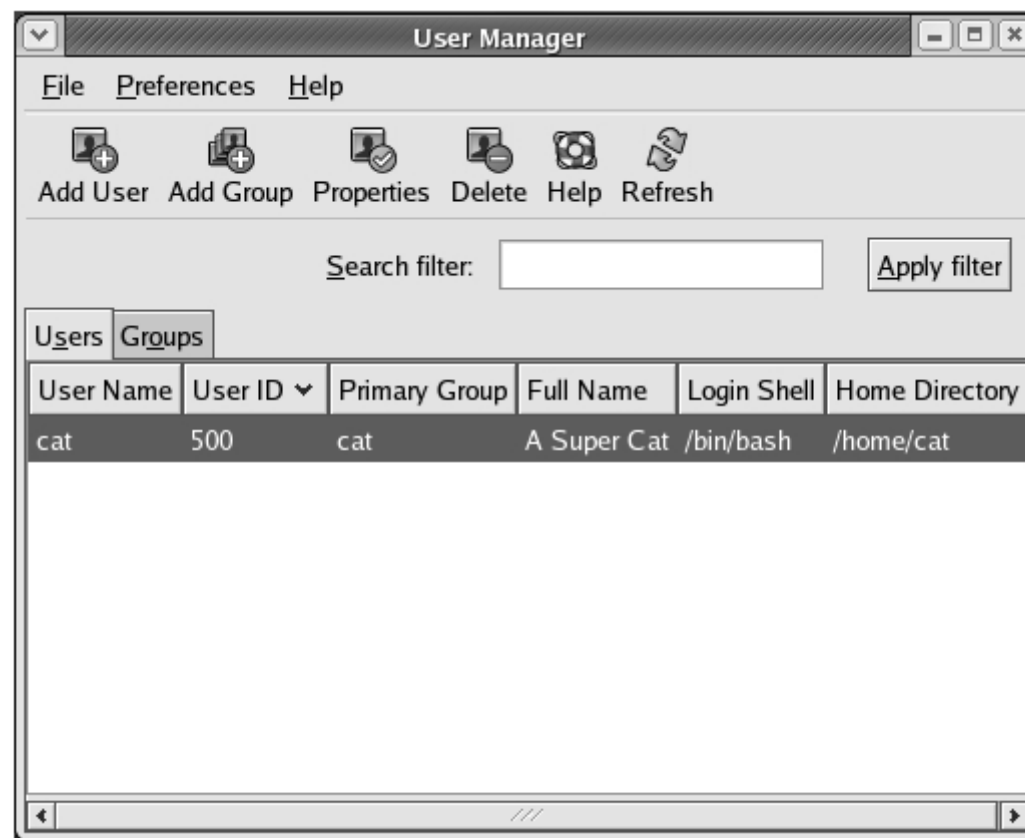 User Manager
File Preferences Help
Add User Add Group Properties Delete Help Refresh
Search filter: Apply filter
Users Groups
User Name User ID Primary Group Full Name Login Shell Home Directory
cat 500 cat A Super Cat /bin/bash /home/cat